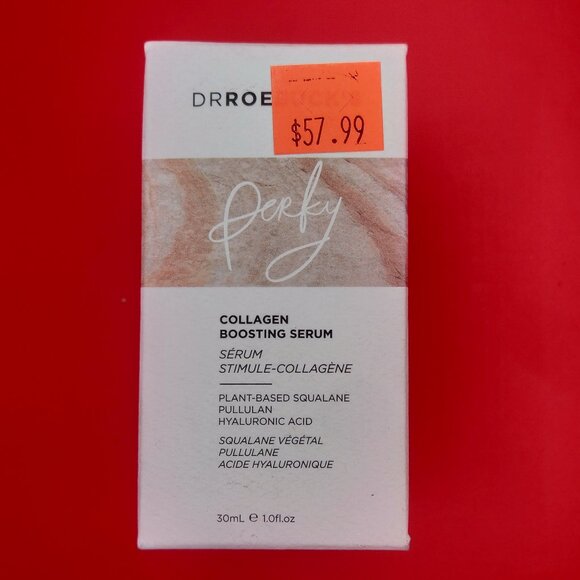 DRROEBUCK'S
$57.99
Perky
COLLAGEN
BOOSTING SERUM
SÉRUM
STIMULE-COLLAGÈNE
PLANT-BASED SQUALANE
PULLULAN
HYALURONIC ACID
SQUALANE VÉGÉTAL
PULLULANE
ACIDE HYALURONIQUE
30mL e 1.0fl.oz